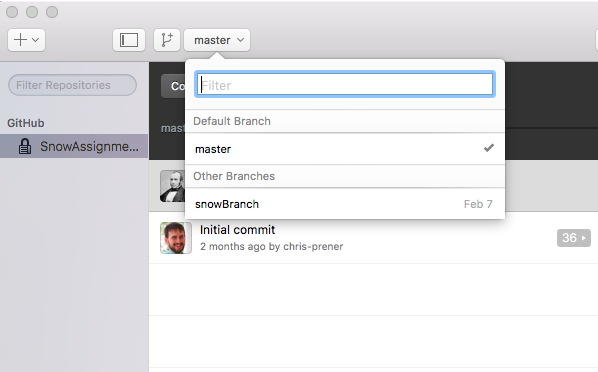 master
Filter Repositories
Filter
Co
Default Branch
GitHub
mast
SnowAssignme...
master
Other Branches
snowBranch Feb 7
Initial commit
2 months ago by chris-prener
36